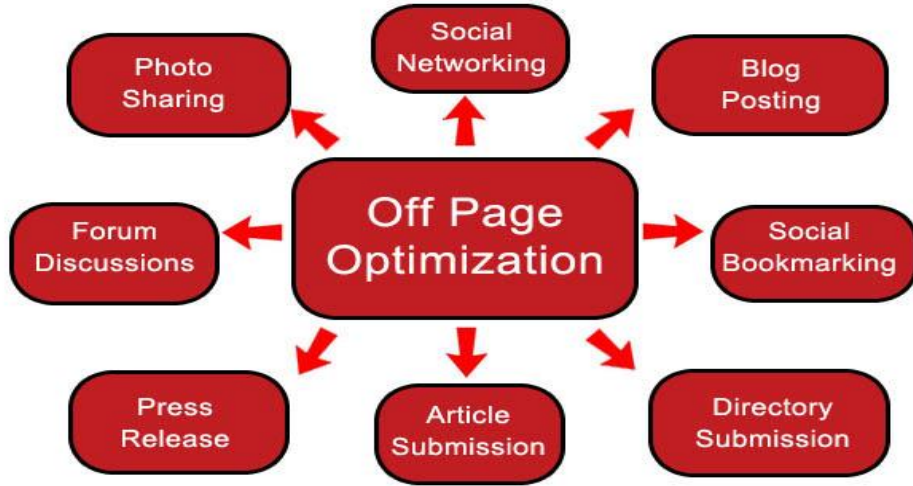 Social
Networking
Photo
Sharing
Blog
Posting
Off Page
Optimization
Forum
Discussions
Social
Bookmarking
Press
Release
Article
Submission
Directory
Submission